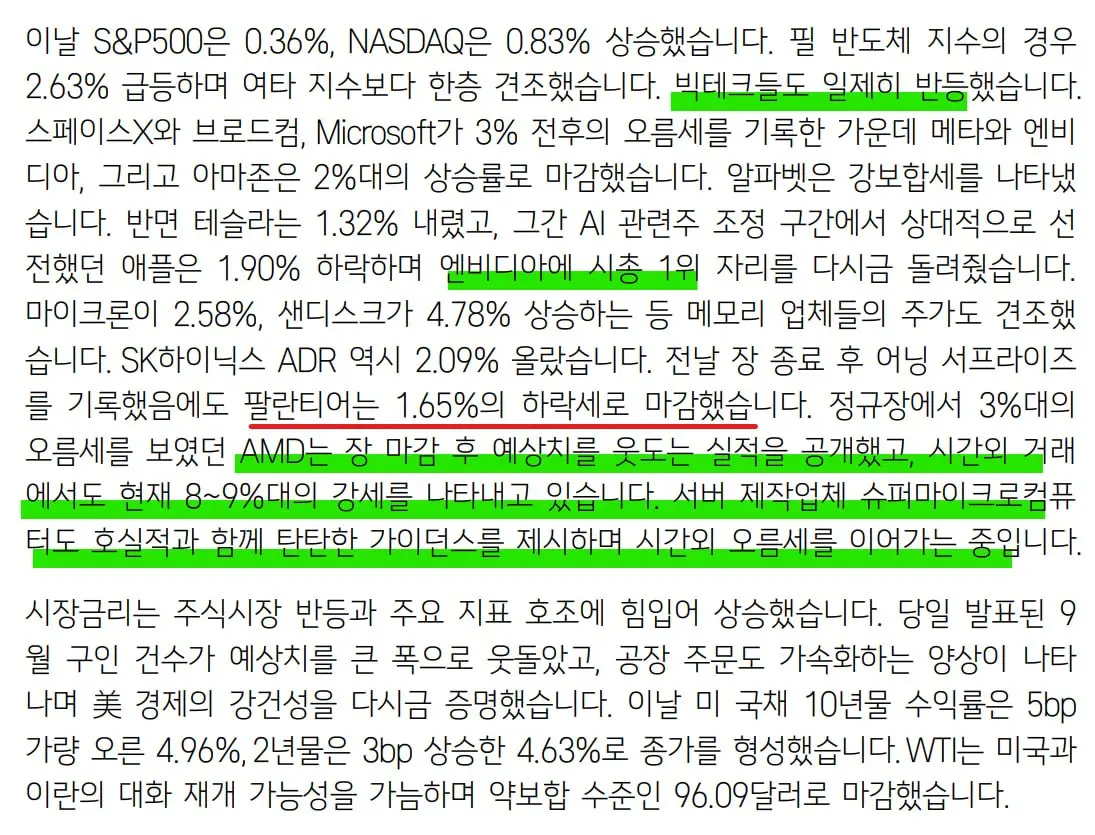 이날 S&P500은 0.36%, NASDAQ은 0.83% 상승했습니다. 필 반도체 지수의 경우
2.63% 급등하며 여타 지수보다 한층 견조했습니다. 빅테크들도 일제히 반등했습니다.
스페이스X와 브로드컴, Microsoft가 3% 전후의 오름세를 기록한 가운데 메타와 엔비
디아, 그리고 아마존은 2%대의 상승률로 마감했습니다. 알파벳은 강보합세를 나타냈
습니다. 반면 테슬라는 1.32% 내렸고, 그간 AI 관련주 조정 구간에서 상대적으로 선
전했던 애플은 1.90% 하락하며 엔비디아에 시총 1위 자리를 다시금 돌려줬습니다.
마이크론이 2.58%, 샌디스크가 4.78% 상승하는 등 메모리 업체들의 주가도 견조했
습니다. SK하이닉스 ADR 역시 2.09% 올랐습니다. 전날 장 종료 후 어닝 서프라이즈
를 기록했음에도 팔란티어는 1.65%의 하락세로 마감했습니다. 정규장에서 3%대의
오름세를 보였던 AMD는 장 마감 후 예상치를 웃도는 실적을 공개했고, 시간외 거래
에서도 현재 8~9%대의 강세를 나타내고 있습니다. 서버 제작업체 슈퍼마이크로컴퓨
터도 호실적과 함께 탄탄한 가이던스를 제시하며 시간외 오름세를 이어가는 중입니다.
시장금리는 주식시장 반등과 주요 지표 호조에 힘입어 상승했습니다. 당일 발표된 9
월 구인 건수가 예상치를 큰 폭으로 웃돌았고, 공장 주문도 가속화하는 양상이 나타
나며 美 경제의 강건성을 다시금 증명했습니다. 이날 미 국채 10년물 수익률은 5bp
가량 오른 4.96%, 2년물은 3bp 상승한 4.63%로 종가를 형성했습니다. WTI는 미국과
이란의 대화 재개 가능성을 가늠하며 약보합 수준인 96.09달러로 마감했습니다.